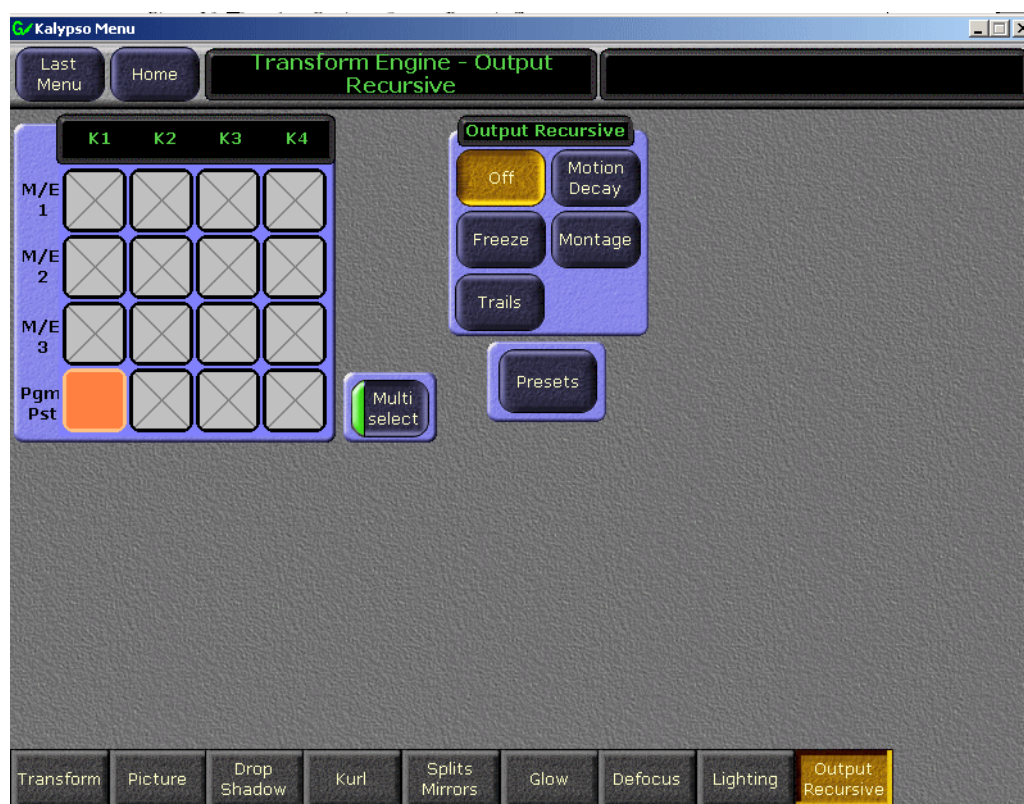 Kalypso Menu
Last
Menu
Home
Transform Engine - Output
Recursive
K1 K2 K3 K4
M/E
1
M/E
2
M/E
3
Pgm
Pst
Multi
select
Output Recursive
Off
Motion
Decay
Freeze
Montage
Trails
Presets
Transform
Picture
Drop
Shadow
Kurl
Splits
Mirrors
Glow
Defocus
Lighting
Output
Recursive